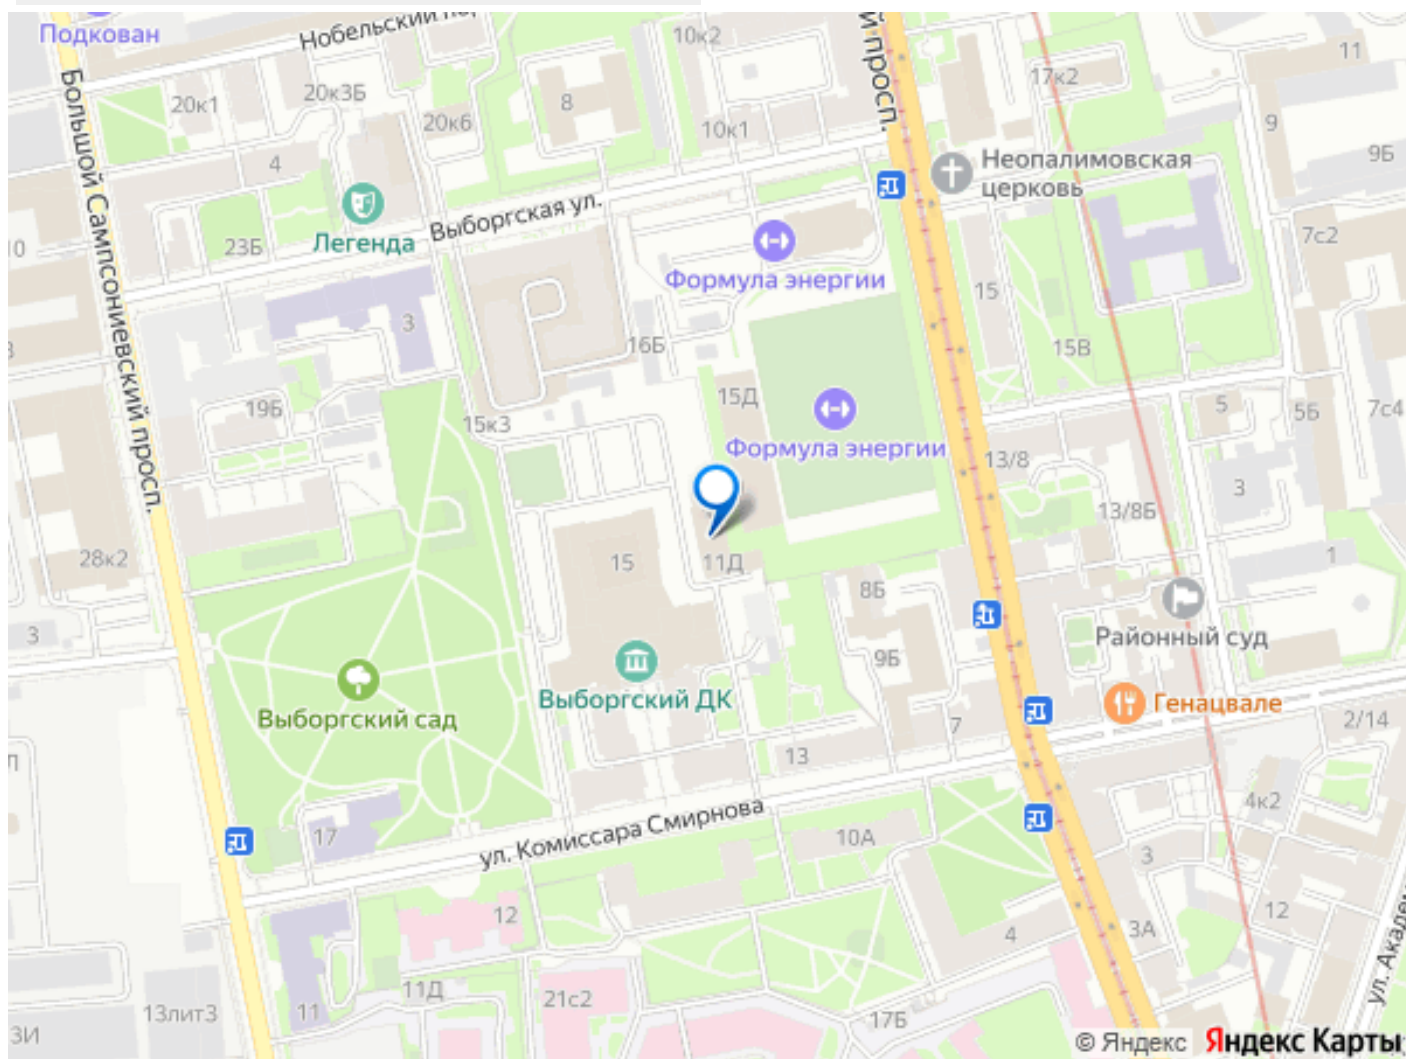 Подкован
Нобельский
10к2
й просп.
11
17к2
20к1
20к3Б
20к6
8
10к1
9
9Б
4
Неопалимовская
церковь
Большой Сампсониевский просп.
Легенда
Выборгская ул.
23Б
10
7с2
Формула энергии
15
3
16Б
15В
19Б
15к3
15Д
5
5Б
7с4
Формула энергии
13/8
3
13/8Б
28к2
15
11Д
1
8Б
3
Районный суд
9Б
Выборгский ДК
Выборгский сад
Генацвале
2/14
7
13
4к2
17
ул. Комиссара Смирнова
10А
3
12
12
4
3А
11Д
21с2
13лит3
11
17Б
3И
ул. Академ
© Яндекс Яндекс Карты